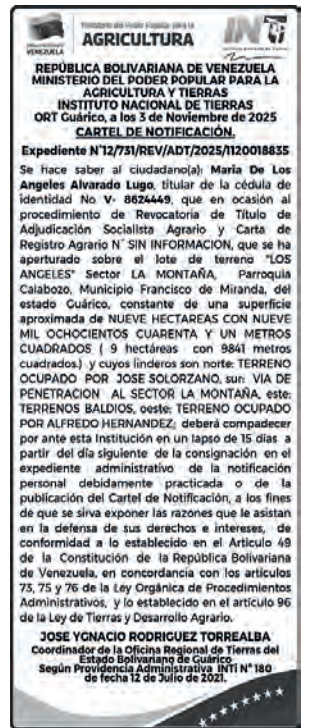 Ministerio del Poder Popular para la
AGRICULTURA
VENEZUELA
INTI
REPÚBLICA BOLIVARIANA DE VENEZUELA
MINISTERIO DEL PODER POPULAR PARA LA
AGRICULTURA Y TIERRAS
INSTITUTO NACIONAL DE TIERRAS
ORT Guárico, a los 3 de Noviembre de 2025
CARTEL DE NOTIFICACIÓN.
Expediente N°12/731/REV/ADT/2025/1120018835
Se hace saber al ciudadano(a): Maria De Los
Angeles Alvarado Lugo, titular de la cédula de
identidad No V- 8624449, que en ocasión al
procedimiento de Revocatoria de Título de
Adjudicación Socialista Agrario y Carta de
Registro Agrario N° SIN INFORMACION, que se ha
aperturado sobre el lote de terreno "LOS
ANGELES" Sector LA MONTAÑA, Parroquia
Calabozo, Municipio Francisco de Miranda, del
estado Guárico, constante de una superficie
aproximada de NUEVE HECTAREAS CON NUEVE
MIL OCHOCIENTOS CUARENTA Y UN METROS
CUADRADOS ( 9 hectáreas con 9841 metros
cuadrados.) y cuyos linderos son norte: TERRENO
OCUPADO POR JOSE SOLORZANO, sur: VIA DE
PENETRACION AL SECTOR LA MONTAÑA, este:
TERRENOS BALDIOS, oeste: TERRENO OCUPADO
POR ALFREDO HERNANDEZ; deberá compadecer
por ante esta Institución en un lapso de 15 días a
partir del día siguiente de la consignación en el
expediente administrativo de la notificación
personal debidamente practicada o de la
publicación del Cartel de Notificación, a los fines
de que se sirva exponer las razones que le asistan
en la defensa de sus derechos e intereses, de
conformidad a lo establecido en el Articulo 49
de la Constitución de la República Bolivariana
de Venezuela, en concordancia con los artículos
73, 75 y 76 de la Ley Orgánica de Procedimientos
Administrativos, y lo establecido en el artículo 96
de la Ley de Tierras y Desarrollo Agrario.
JOSE YGNACIO RODRIGUEZ TORREALBA
Coordinador de la Oficina Regional de Tierras del
Estado Bolivariano de Guárico
Según Providencia Administrativa INTI N° 180
de fecha 12 de Julio de 2021.